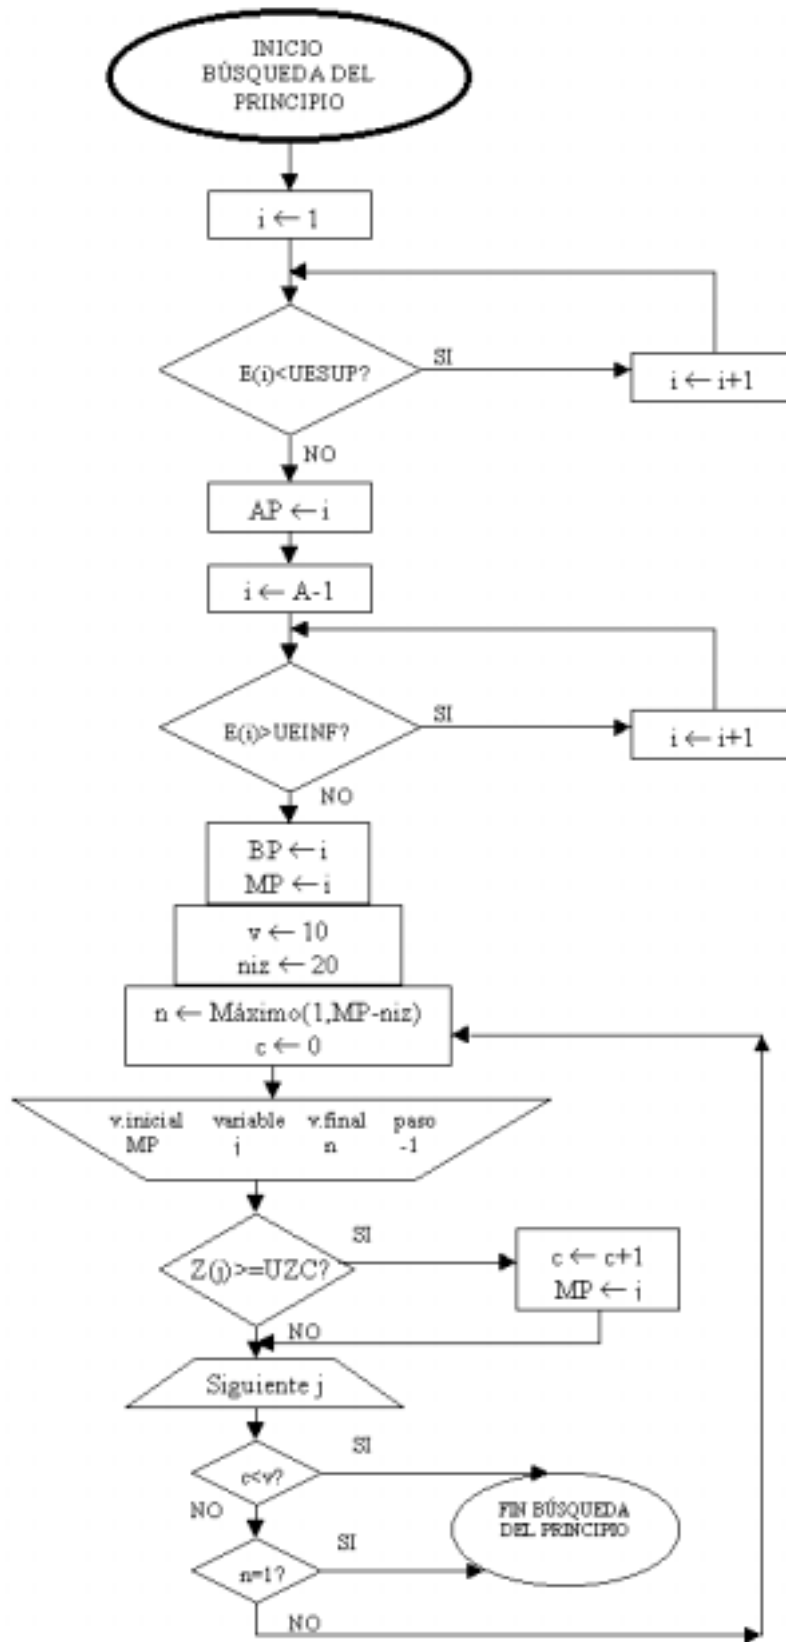 INICIO
BÚSQUEDA DEL
PRINCIPIO
i ← 1
E(i)<UESUP?
SI
i ← i+1
NO
AP ← i
i ← A-1
E(i)>UEINF?
SI
i ← i+1
NO
BP ← i
MP ← i
v ← 10
niz ← 20
n ← Máximo(1,MP-niz)
c ← 0
v.inicial variable v.final paso
MP j n -1
Z(j)>=UZC?
SI
c ← c+1
MP ← j
NO
Siguiente j
c<v?
SI
NO
FIN BÚSQUEDA
DEL PRINCIPIO
n=1?
SI
NO